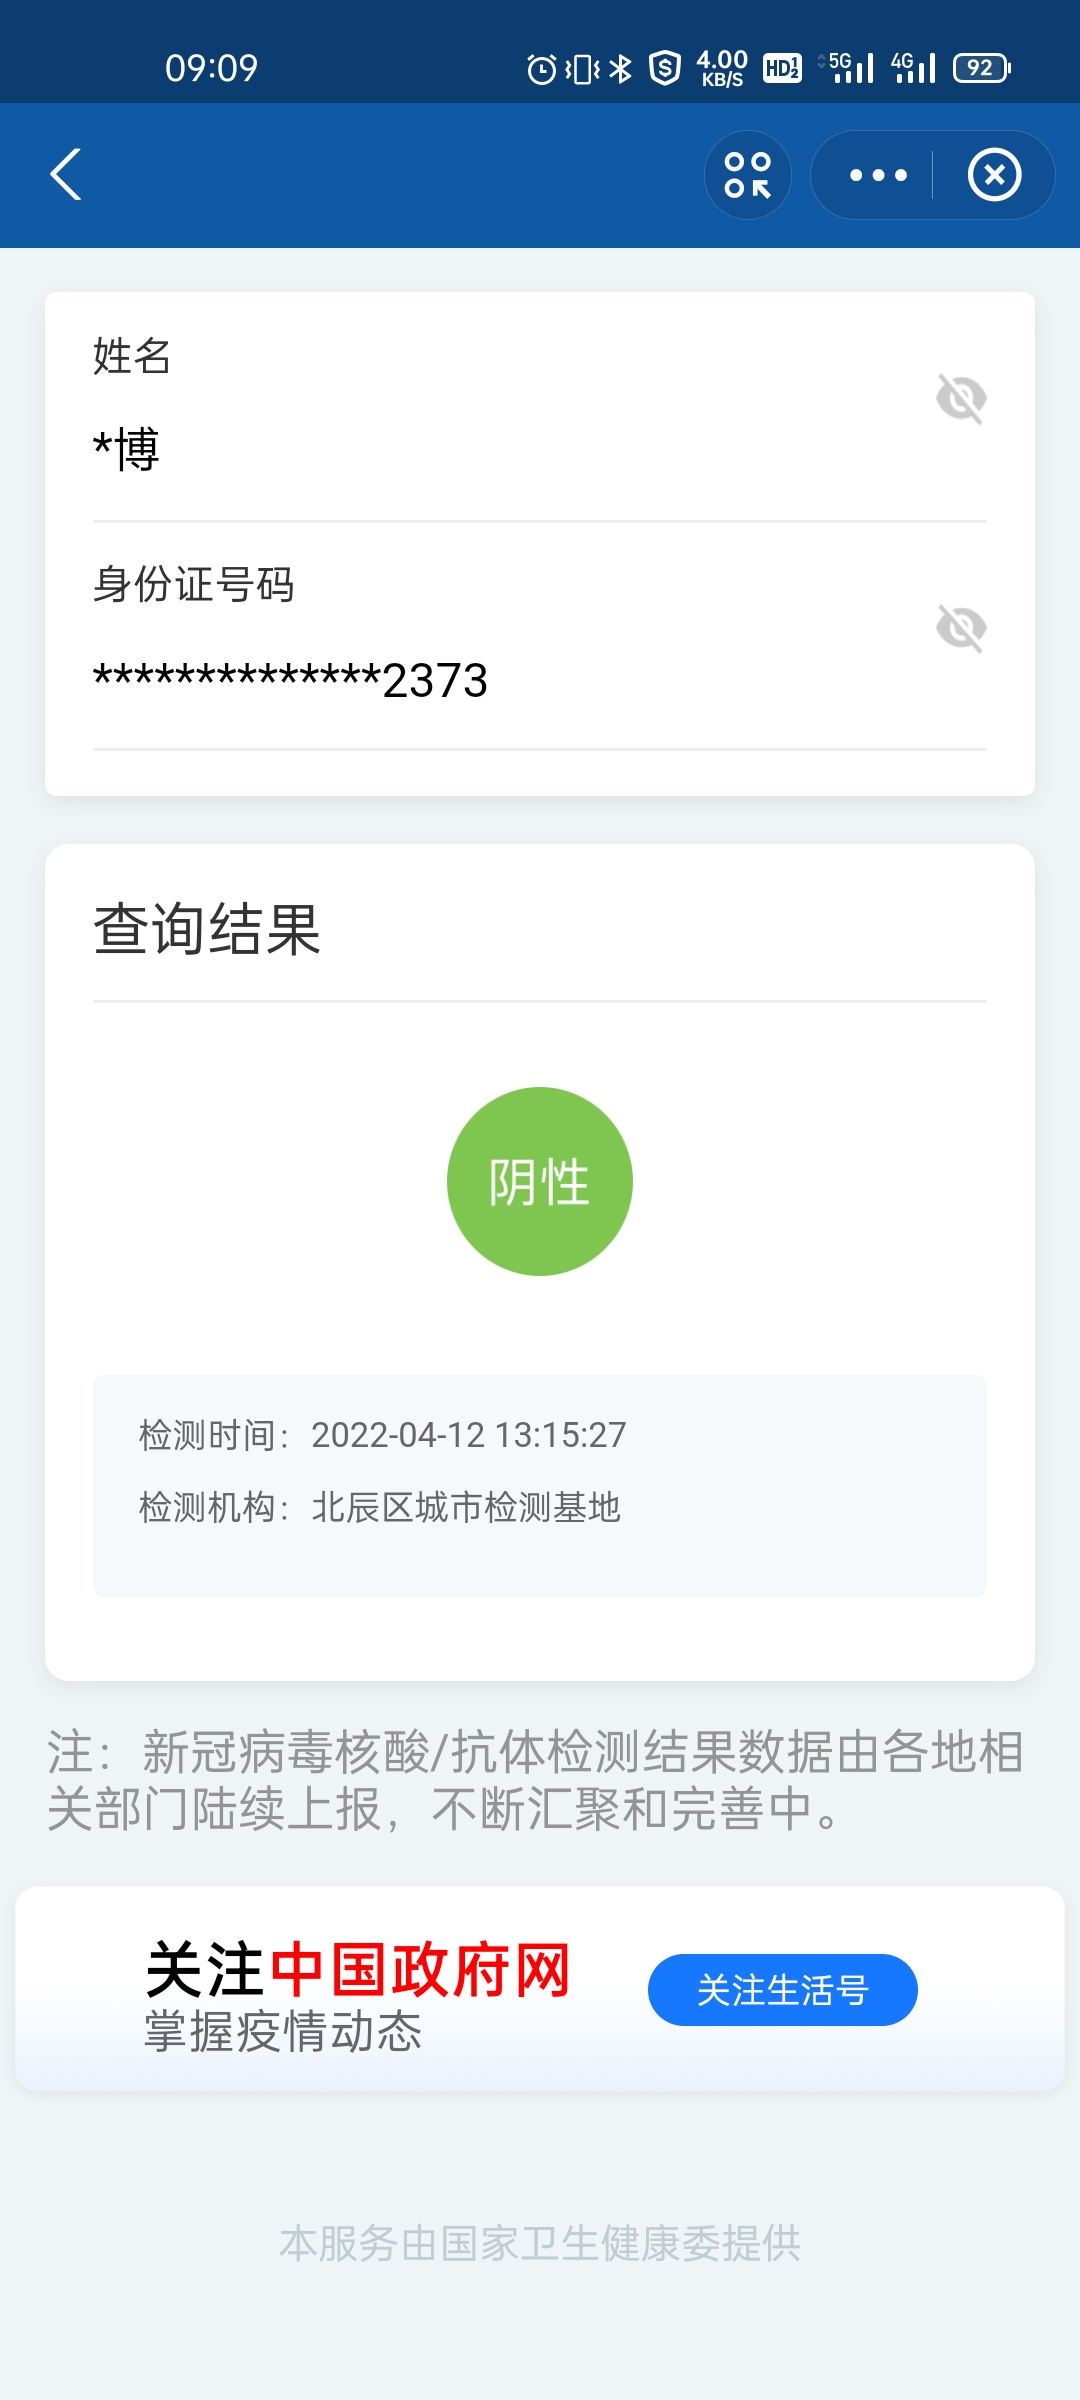 09:09
4.00
KB/S
HD 1 2
5G
4G
92
姓名
*博
身份证号码
**************2373
查询结果
阴性
检测时间：2022-04-12 13:15:27
检测机构：北辰区城市检测基地
注：新冠病毒核酸/抗体检测结果数据由各地相
关部门陆续上报，不断汇聚和完善中。
关注中国政府网
掌握疫情动态
关注生活号
本服务由国家卫生健康委提供